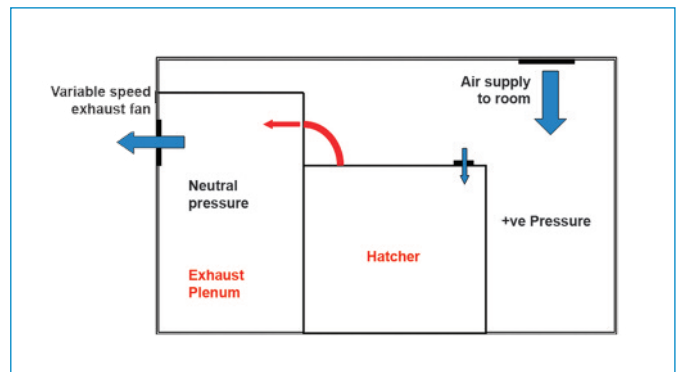 Variable speed
exhaust fan
Air supply
to room
Neutral
pressure
+ve Pressure
Hatcher
Exhaust
Plenum